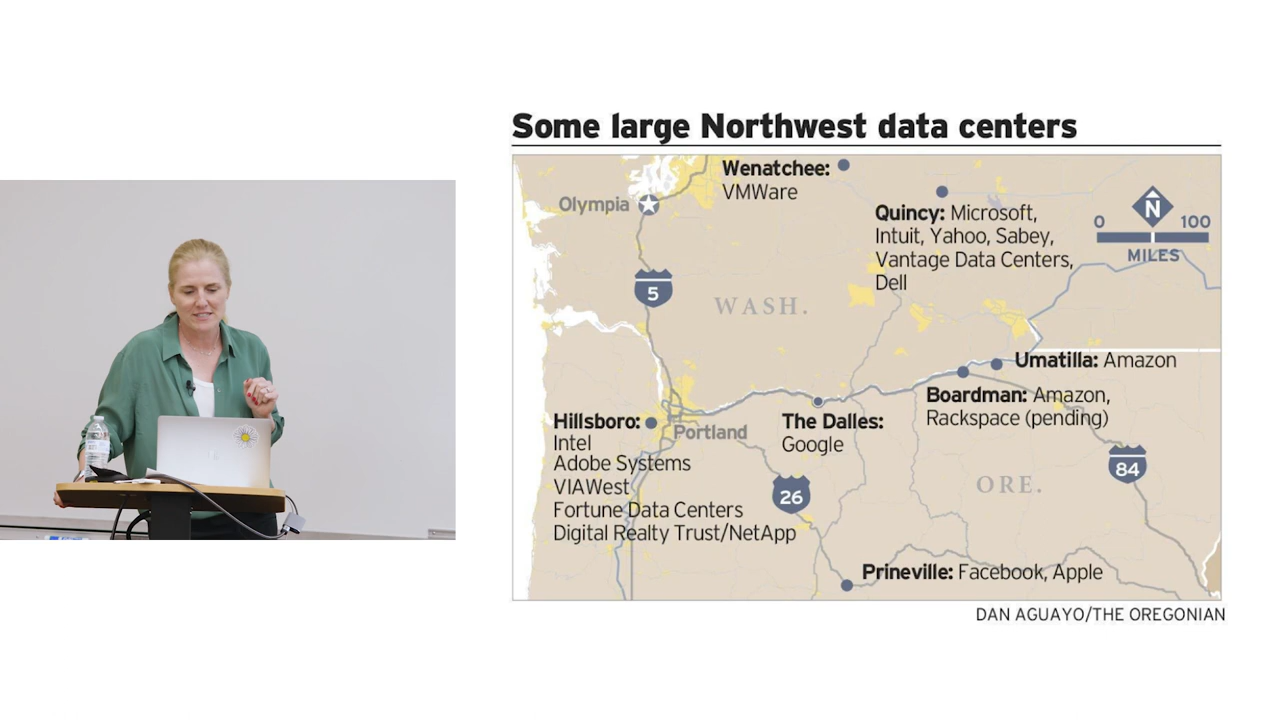 Some large Northwest data centers
Wenatchee:
VMWare
Olympia
Quincy: Microsoft,
Intuit, Yahoo, Sabey,
Vantage Data Centers,
Dell
N
0 100
MILES
5
WASH.
Umatilla: Amazon
Boardman: Amazon,
Rackspace (pending)
Hillsboro:
Intel
Adobe Systems
VIAWest
Fortune Data Centers
Digital Realty Trust/NetApp
Portland
The Dalles:
Google
84
26
ORE.
Prineville: Facebook, Apple
DAN AGUAYO/THE OREGONIAN